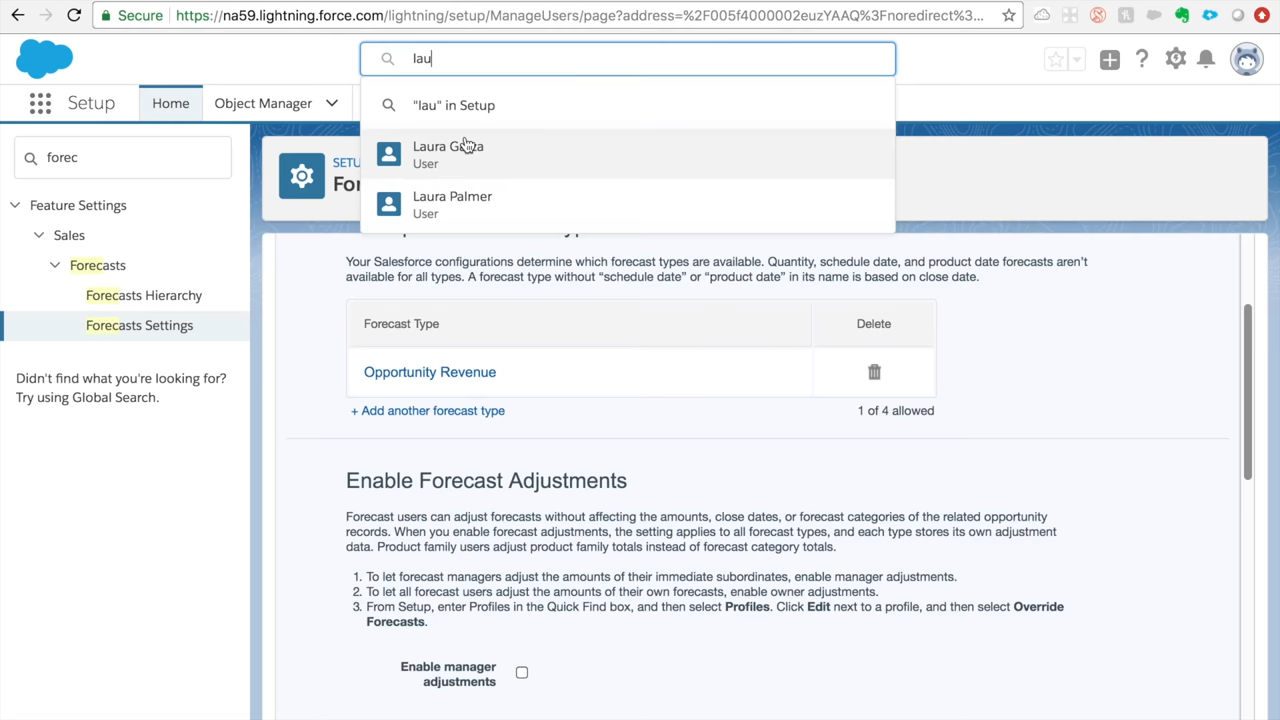 Secure https://na59.lightning.force.com/lightning/setup/ManageUsers/page?address=%2F005f4000002euzYAAQ%3Fnoredirect%3...
lau
Setup Home Object Manager
"lau" in Setup
forec
Laura
User
SETU
Laura Palmer
User
Feature Settings
Sales
Forecasts
Forecasts Hierarchy
Forecasts Settings
Didn't find what you're looking for?
Try using Global Search.
Your Salesforce configurations determine which forecast types are available. Quantity, schedule date, and product date forecasts aren't
available for all types. A forecast type without "schedule date" or "product date" in its name is based on close date.
Forecast Type Delete
Opportunity Revenue
+ Add another forecast type 1 of 4 allowed
Enable Forecast Adjustments
Forecast users can adjust forecasts without affecting the amounts, close dates, or forecast categories of the related opportunity
records. When you enable forecast adjustments, the setting applies to all forecast types, and each type stores its own adjustment
data. Product family users adjust product family totals instead of forecast category totals.
1. To let forecast managers adjust the amounts of their immediate subordinates, enable manager adjustments.
2. To let all forecast users adjust the amounts of their own forecasts, enable owner adjustments.
3. From Setup, enter Profiles in the Quick Find box, and then select Profiles. Click Edit next to a profile, and then select Override
Forecasts.
Enable manager
adjustments